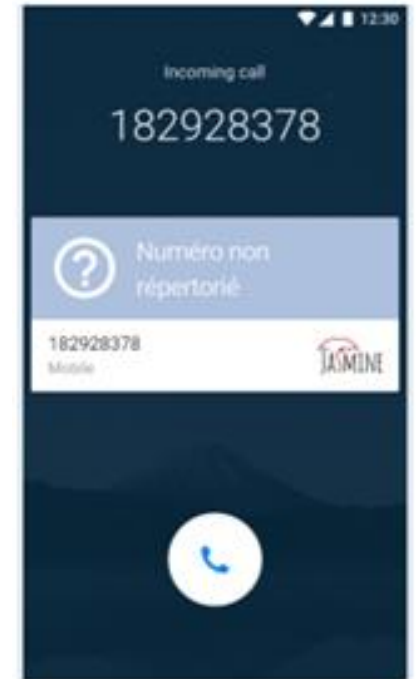 12:30
Incoming call
182928378
Numéro non
répertorié
182928378
Mobile
JASMINE